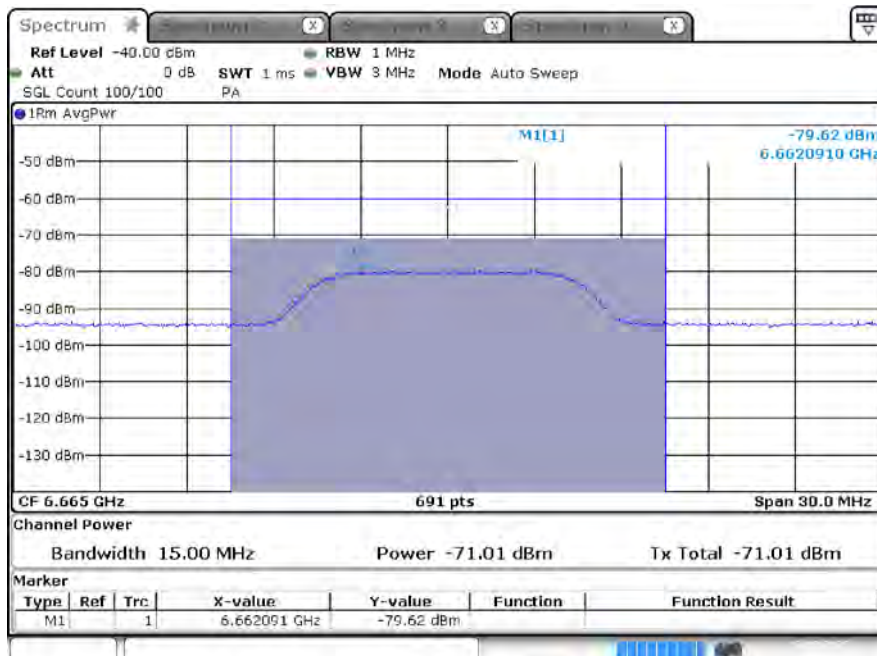 Spectrum X X X
Ref Level -40.00 dBm RBW 1 MHz
Att 0 dB SWT 1 ms VBW 3 MHz Mode Auto Sweep
SGL Count 100/100 PA
1Rm AvgPwr
M1[1] -79.62 dBm
6.6620910 GHz
-50 dBm
-60 dBm
-70 dBm
-80 dBm
-90 dBm
-100 dBm
-110 dBm
-120 dBm
-130 dBm
CF 6.665 GHz 691 pts Span 30.0 MHz
Channel Power
Bandwidth 15.00 MHz Power -71.01 dBm Tx Total -71.01 dBm
Marker
Type Ref Trc X-value Y-value Function Function Result
M1 1 6.662091 GHz -79.62 dBm